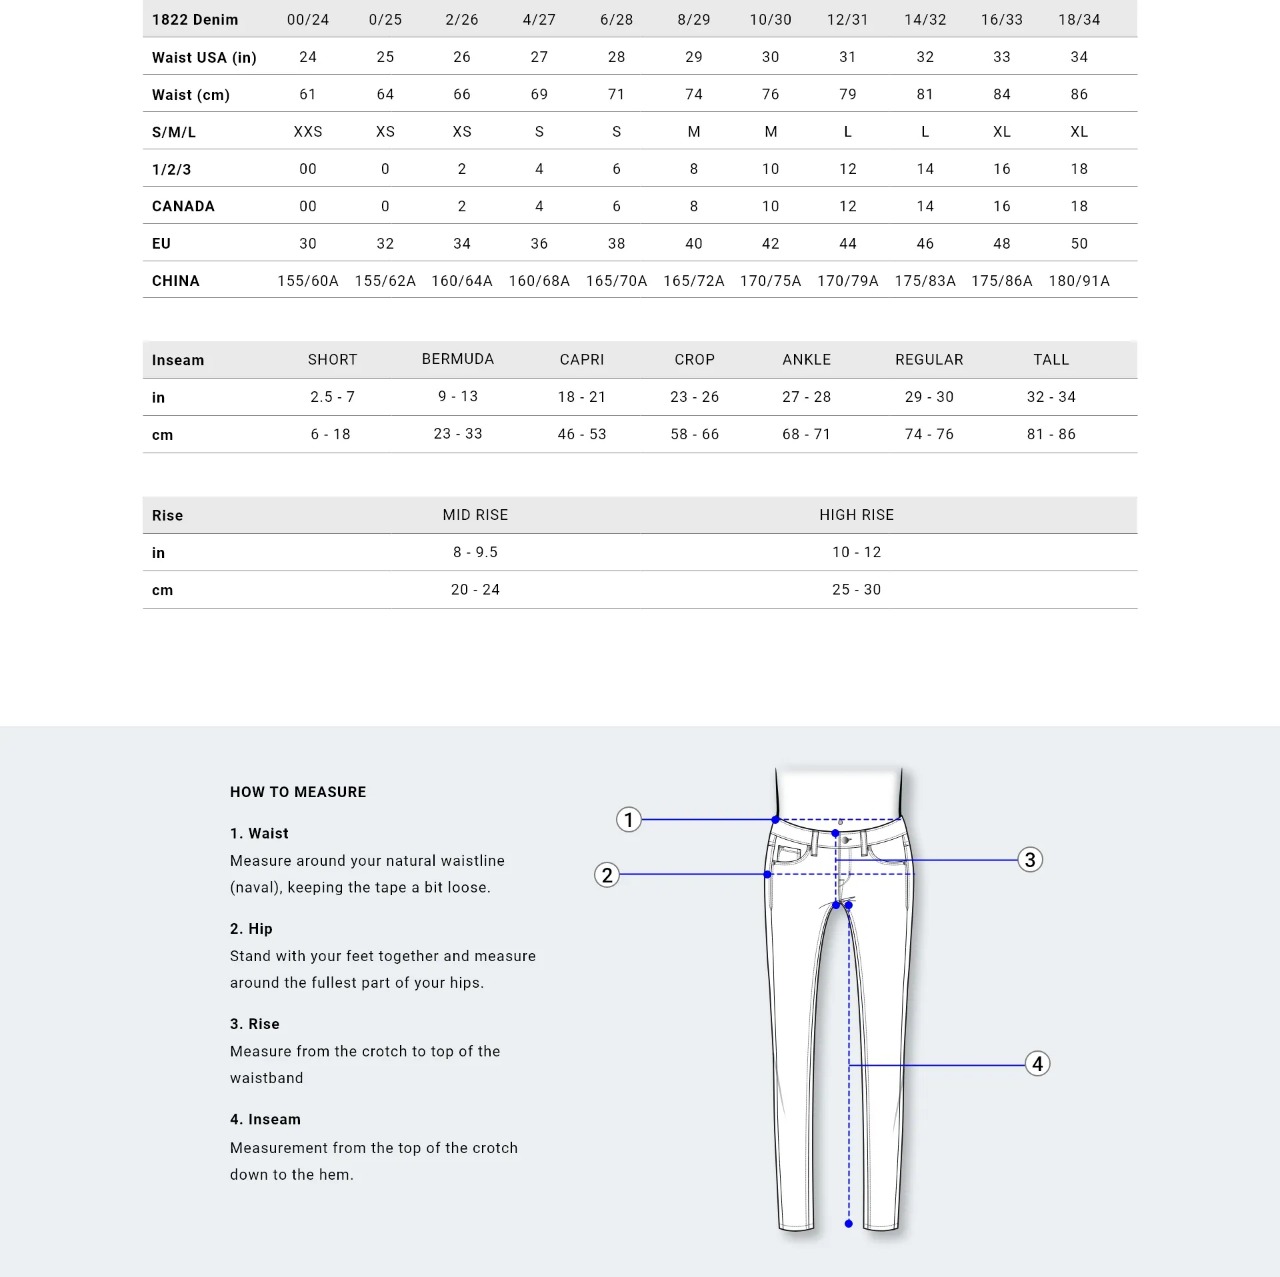 1822 Denim 00/24 0/25 2/26 4/27 6/28 8/29 10/30 12/31 14/32 16/33 18/34
Waist USA (in) 24 25 26 27 28 29 30 31 32 33 34
Waist (cm) 61 64 66 69 71 74 76 79 81 84 86
S/M/L XXS XS XS S S M M L L XL XL
1/2/3 00 0 2 4 6 8 10 12 14 16 18
CANADA 00 0 2 4 6 8 10 12 14 16 18
EU 30 32 34 36 38 40 42 44 46 48 50
CHINA 155/60A 155/62A 160/64A 160/68A 165/70A 165/72A 170/75A 170/79A 175/83A 175/86A 180/91A
Inseam SHORT BERMUDA CAPRI CROP ANKLE REGULAR TALL
in 2.5 - 7 9 - 13 18 - 21 23 - 26 27 - 28 29 - 30 32 - 34
cm 6 - 18 23 - 33 46 - 53 58 - 66 68 - 71 74 - 76 81 - 86
Rise MID RISE HIGH RISE
in 8 - 9.5 10 - 12
cm 20 - 24 25 - 30
HOW TO MEASURE
1. Waist
Measure around your natural waistline
(naval), keeping the tape a bit loose.
2. Hip
Stand with your feet together and measure
around the fullest part of your hips.
3. Rise
Measure from the crotch to top of the
waistband
4. Inseam
Measurement from the top of the crotch
down to the hem.
1
2
3
4